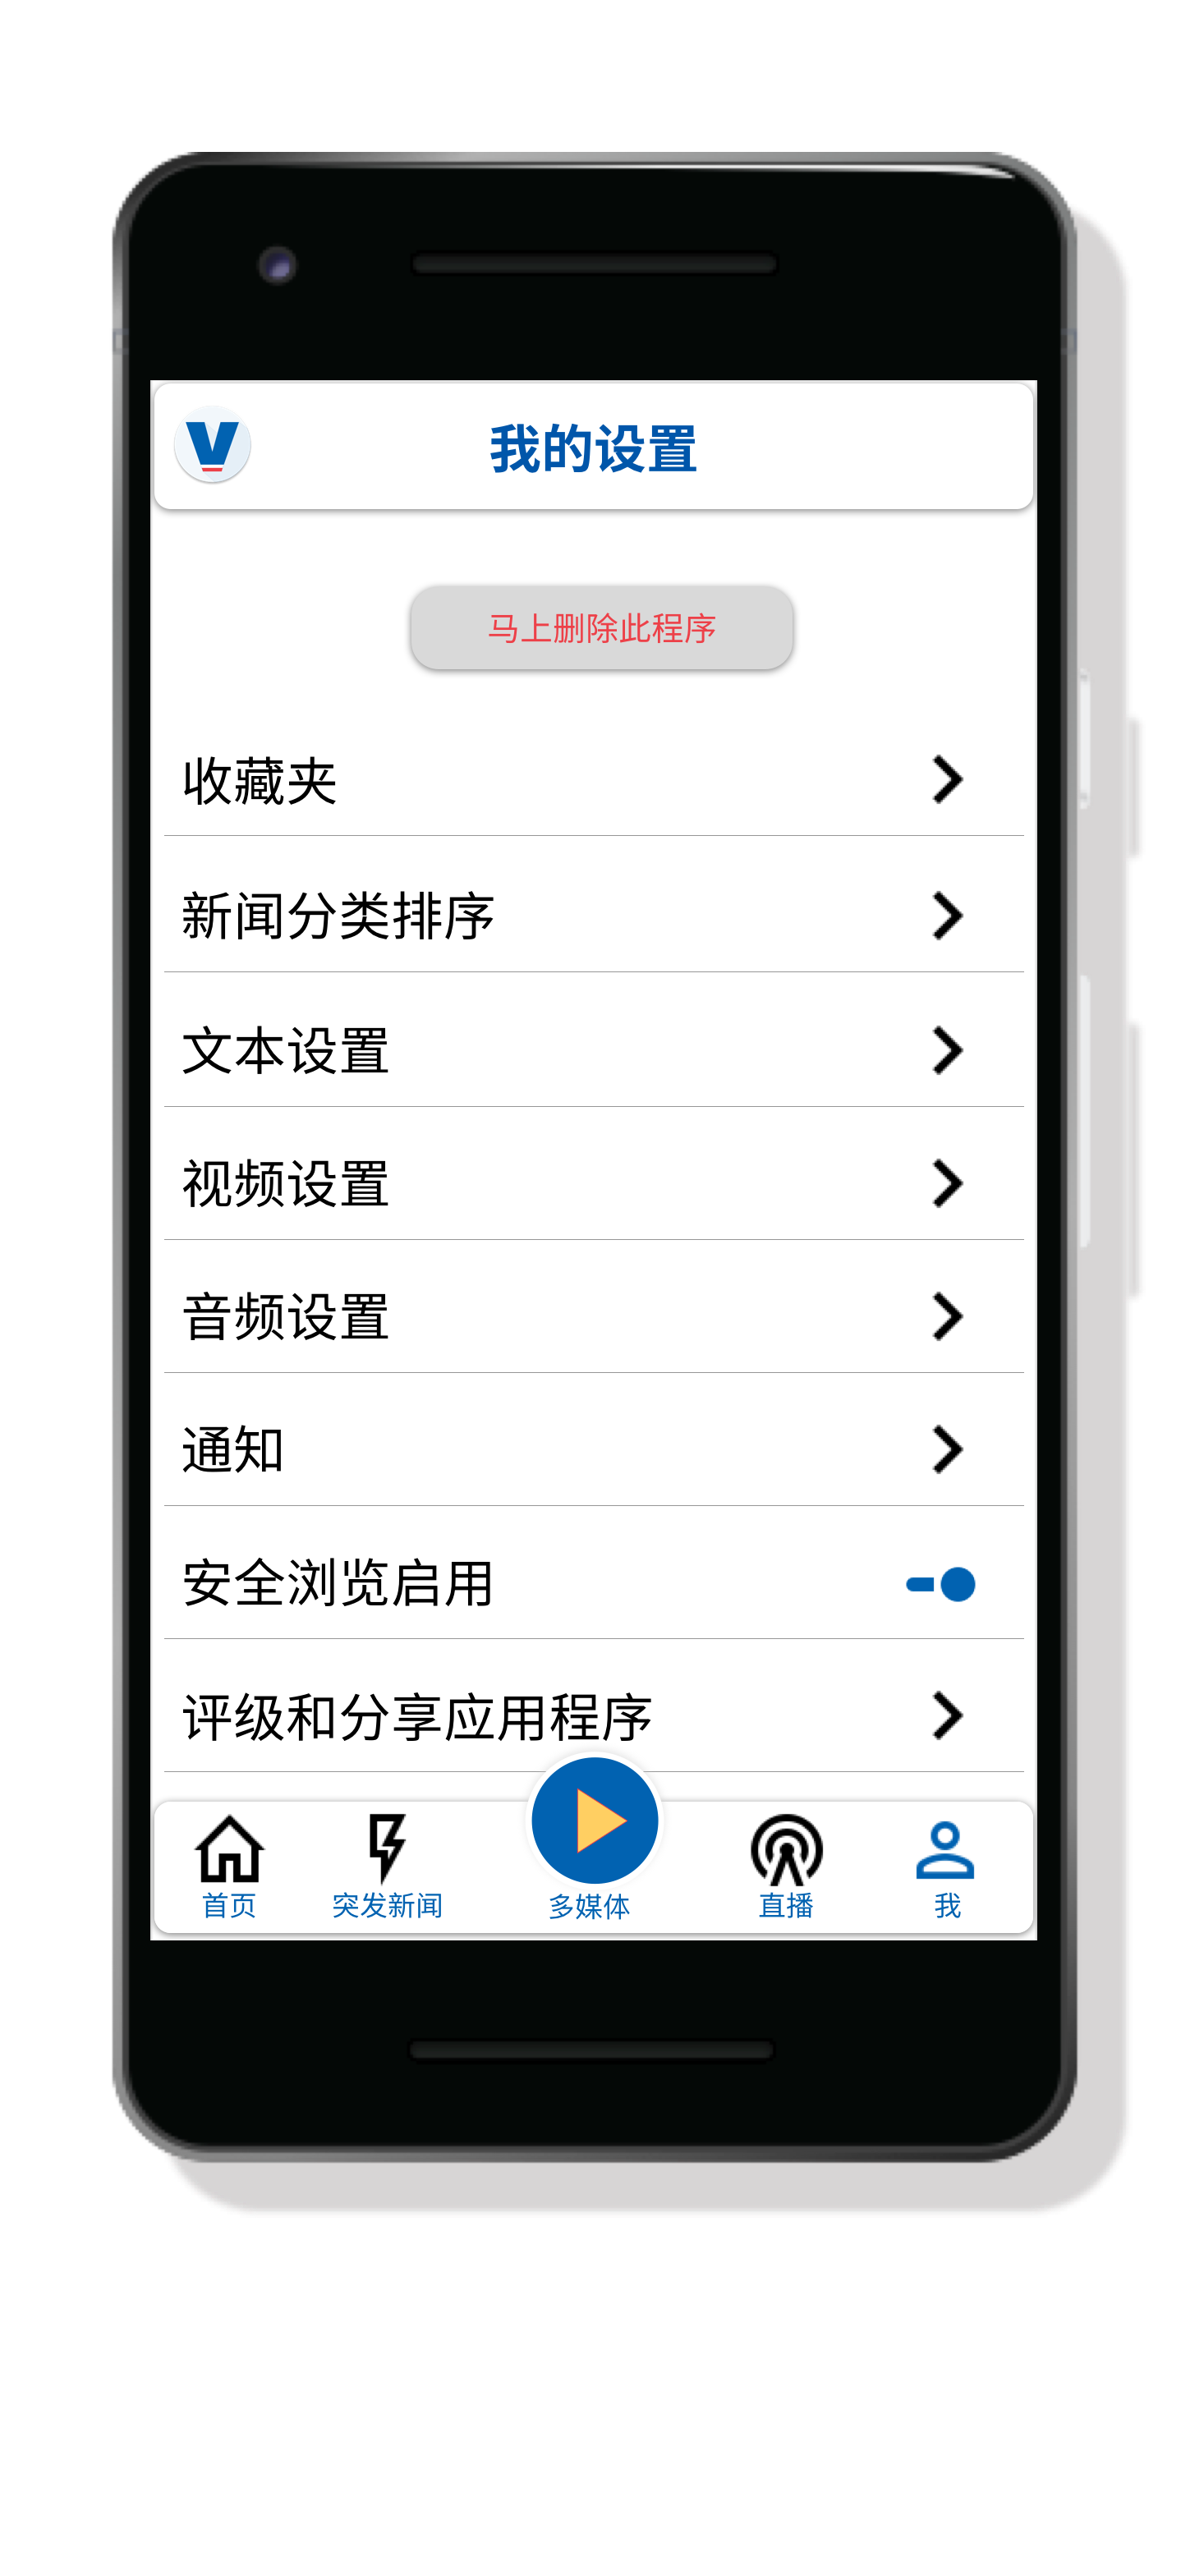 V
我的设置
马上删除此程序
收藏夹
新闻分类排序
文本设置
视频设置
音频设置
通知
安全浏览启用
评级和分享应用程序
首页
突发新闻
多媒体
直播
我